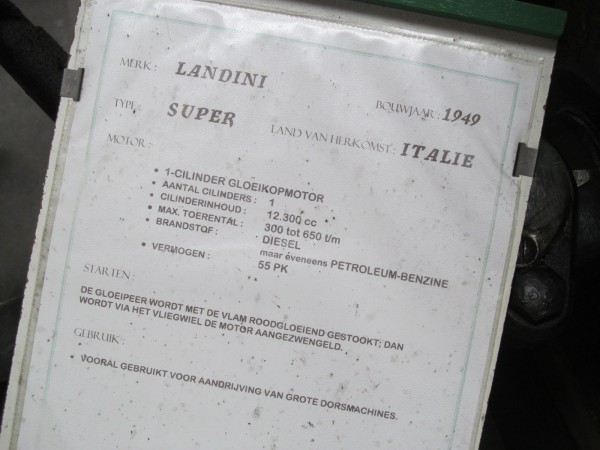 MERK: LANDINI BOUWJAAR: 1949
TYPE: SUPER LAND VAN HERKOMST: ITALIE
MOTOR:
• 1-CILINDER GLOEIKOPMOTOR
• AANTAL CILINDERS: 1
• CILINDERINHOUD: 12.300 cc
• MAX. TOERENTAL: 300 tot 650 t/m
• BRANDSTOF: DIESEL
maar éveneens PETROLEUM-BENZINE
• VERMOGEN: 55 PK
STARTEN:
DE GLOEIPEER WORDT MET DE VLAM ROODGLOEIEND GESTOOKT; DAN
WORDT VIA HET VLIEGWIEL DE MOTOR AANGEZWENGELD.
GEBRUIK:
• VOORAL GEBRUIKT VOOR AANDRIJVING VAN GROTE DORSMACHINES.